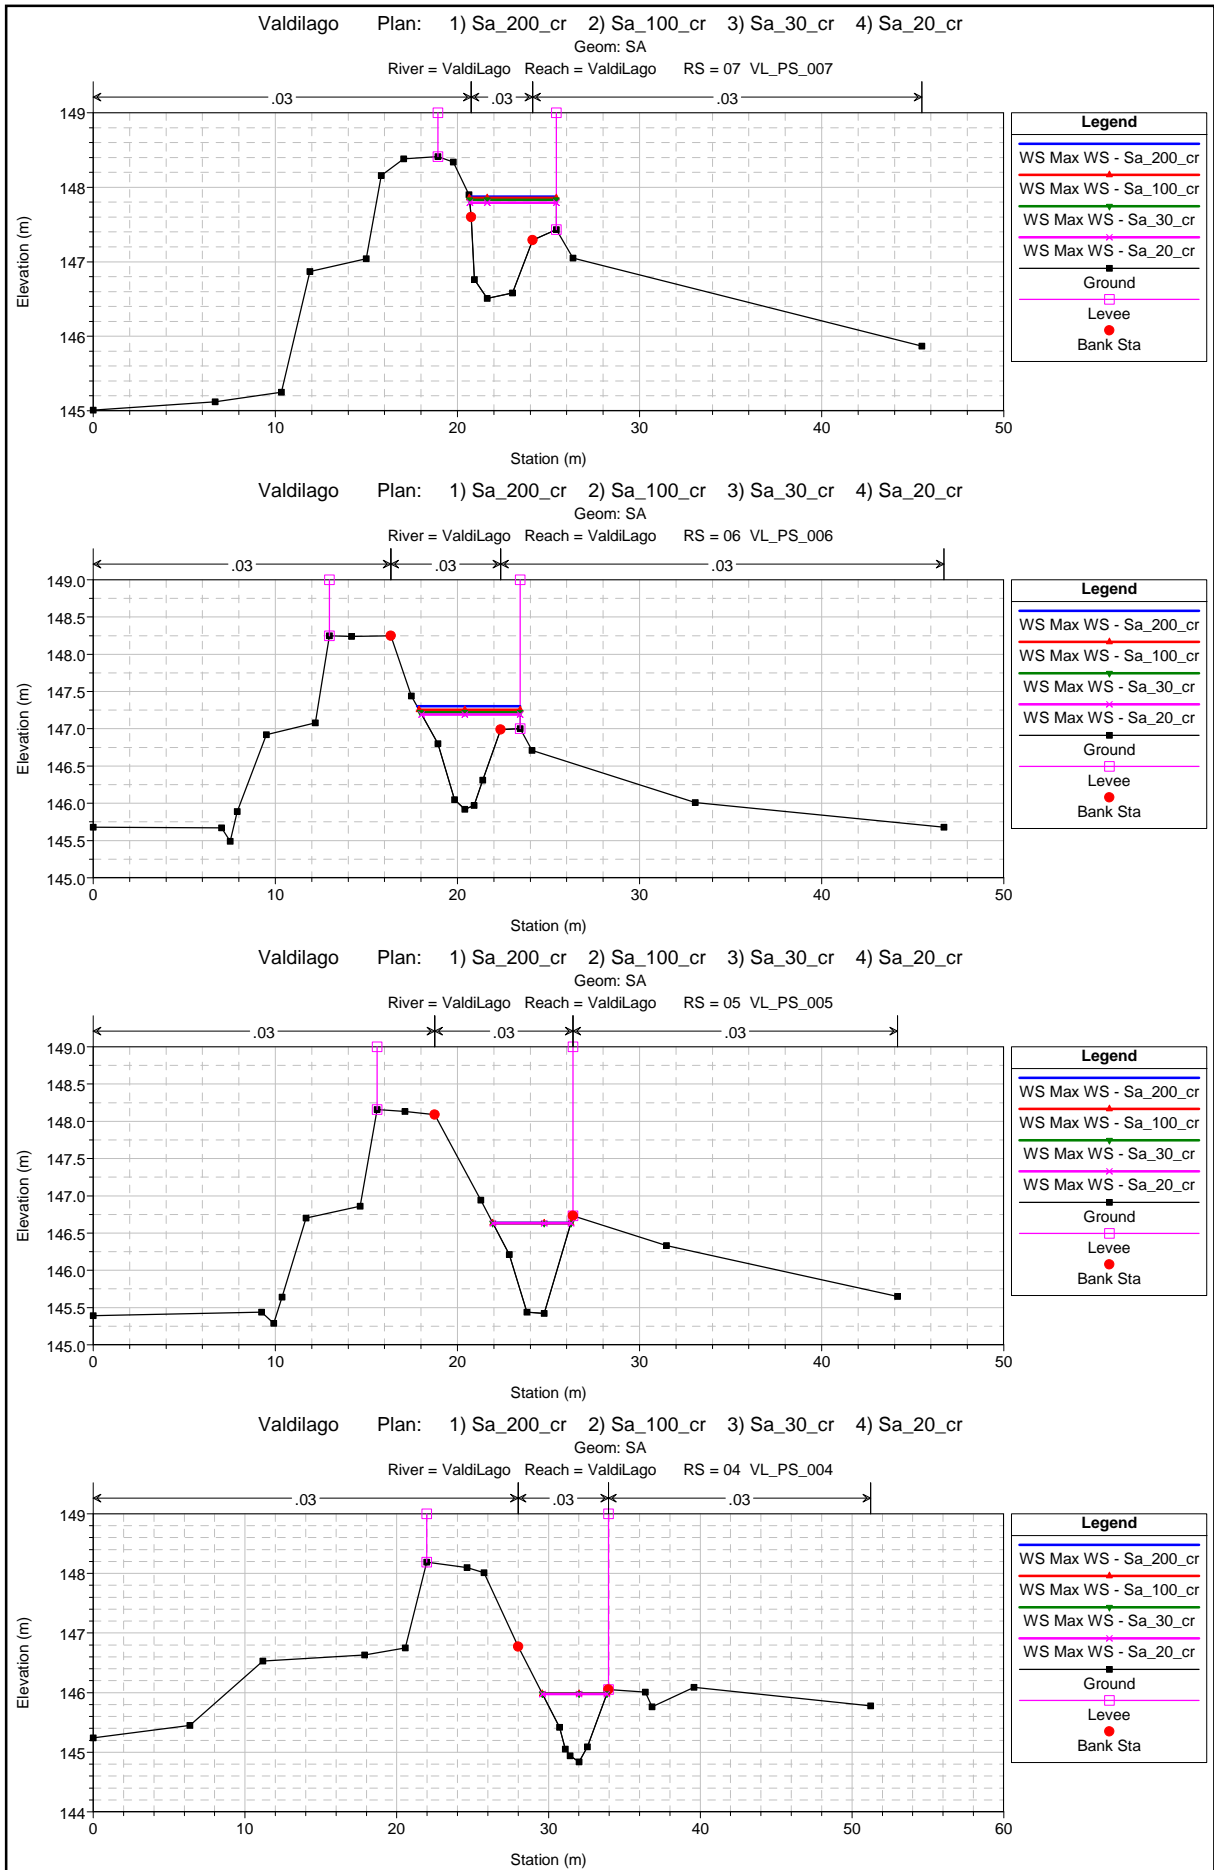 Valdilago Plan: 1) Sa_200_cr 2) Sa_100_cr 3) Sa_30_cr 4) Sa_20_cr
Geom: SA
River = ValdiLago Reach = ValdiLago RS = 07 VL_PS_007
.03 .03 .03
149
148
147
146
145
Elevation (m)
0 10 20 30 40 50
Station (m)
Legend
WS Max WS - Sa_200_cr
WS Max WS - Sa_100_cr
WS Max WS - Sa_30_cr
WS Max WS - Sa_20_cr
Ground
Levee
Bank Sta
Valdilago Plan: 1) Sa_200_cr 2) Sa_100_cr 3) Sa_30_cr 4) Sa_20_cr
Geom: SA
River = ValdiLago Reach = ValdiLago RS = 06 VL_PS_006
.03 .03 .03
149.0
148.5
148.0
147.5
147.0
146.5
146.0
145.5
145.0
Elevation (m)
0 10 20 30 40 50
Station (m)
Legend
WS Max WS - Sa_200_cr
WS Max WS - Sa_100_cr
WS Max WS - Sa_30_cr
WS Max WS - Sa_20_cr
Ground
Levee
Bank Sta
Valdilago Plan: 1) Sa_200_cr 2) Sa_100_cr 3) Sa_30_cr 4) Sa_20_cr
Geom: SA
River = ValdiLago Reach = ValdiLago RS = 05 VL_PS_005
.03 .03 .03
149.0
148.5
148.0
147.5
147.0
146.5
146.0
145.5
145.0
Elevation (m)
0 10 20 30 40 50
Station (m)
Legend
WS Max WS - Sa_200_cr
WS Max WS - Sa_100_cr
WS Max WS - Sa_30_cr
WS Max WS - Sa_20_cr
Ground
Levee
Bank Sta
Valdilago Plan: 1) Sa_200_cr 2) Sa_100_cr 3) Sa_30_cr 4) Sa_20_cr
Geom: SA
River = ValdiLago Reach = ValdiLago RS = 04 VL_PS_004
.03 .03 .03
149
148
147
146
145
144
Elevation (m)
0 10 20 30 40 50 60
Station (m)
Legend
WS Max WS - Sa_200_cr
WS Max WS - Sa_100_cr
WS Max WS - Sa_30_cr
WS Max WS - Sa_20_cr
Ground
Levee
Bank Sta